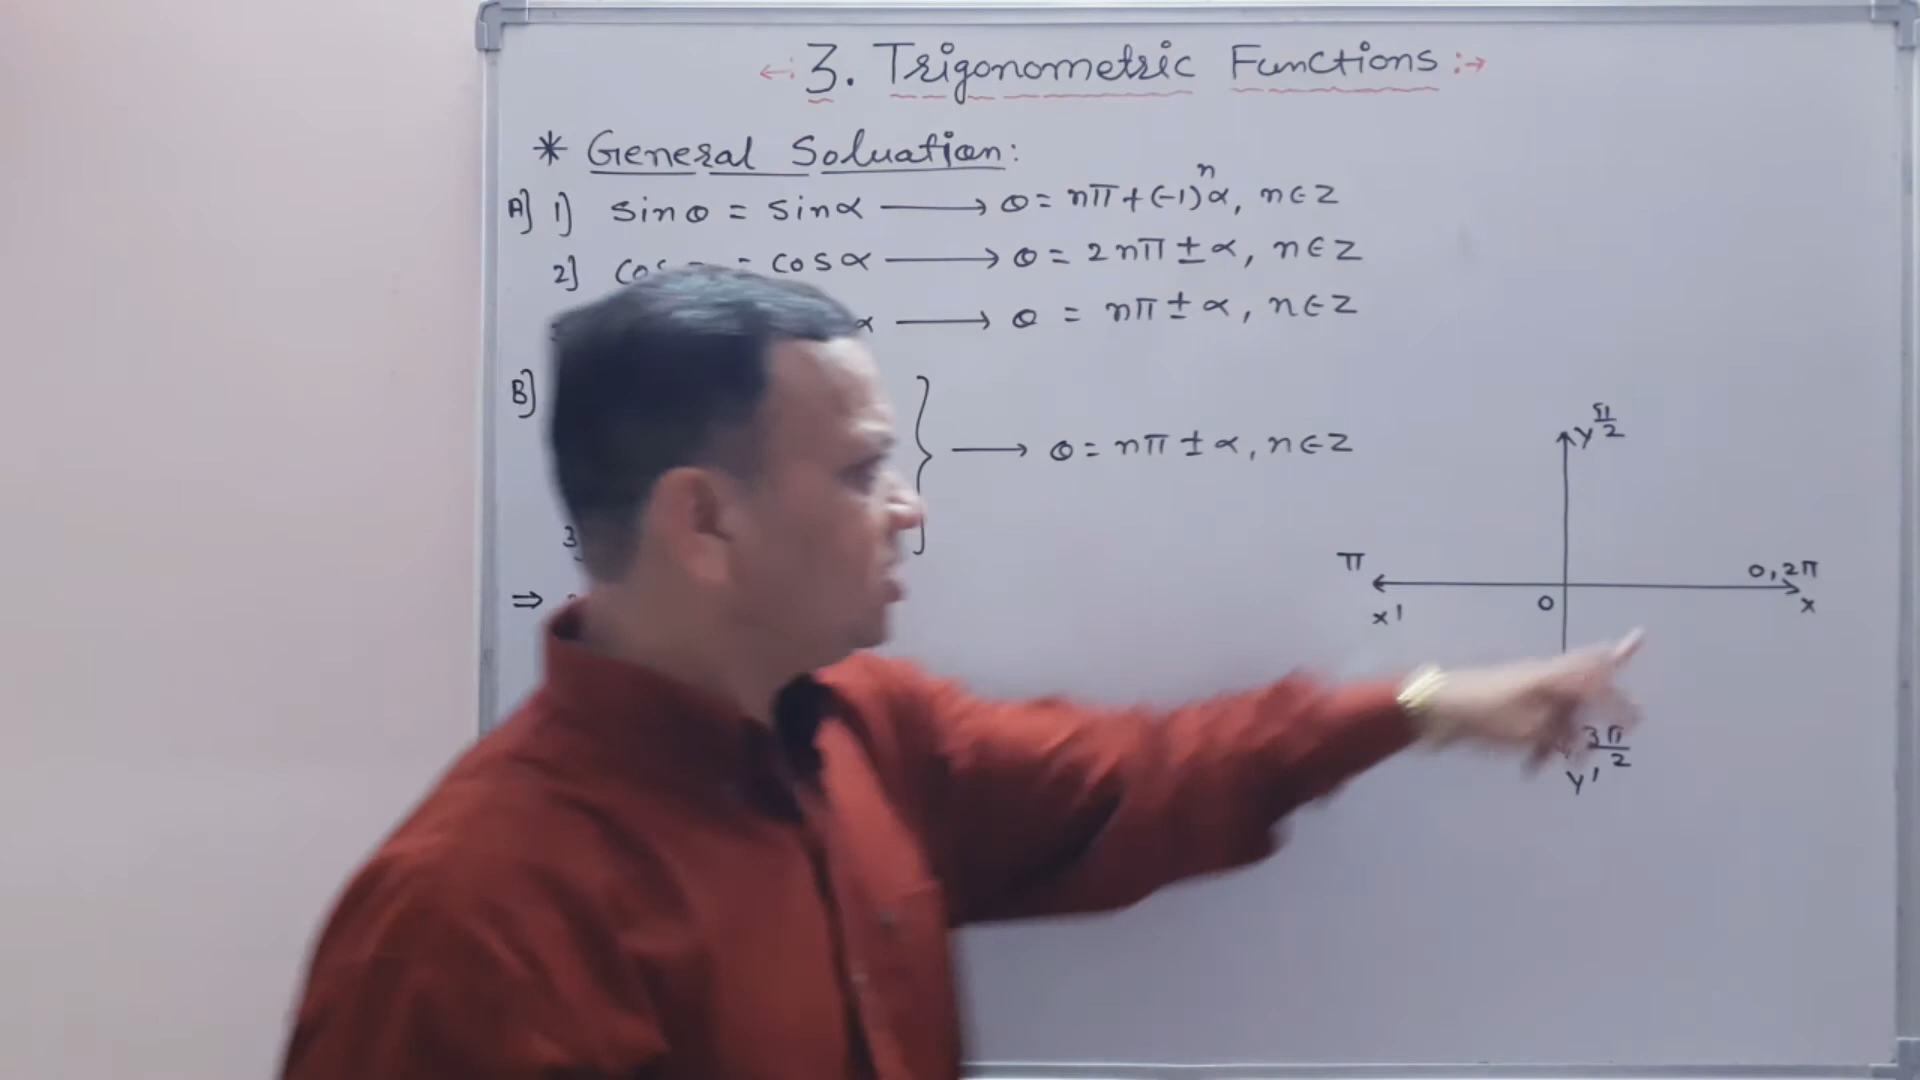 ←: 3. Trigonometric Functions :→
* General Soluation:
A] 1] sinθ = sinα ⟶ θ = nπ + (-1)ⁿα, n∈Z
2] = cosα ⟶ θ = 2nπ ± α, n∈Z
α ⟶ θ = nπ ± α, n∈Z
B]
} ⟶ θ = nπ ± α, n∈Z
3]
⇒
y π/2
π
0, 2π
x'
0
x
3π/2
y'